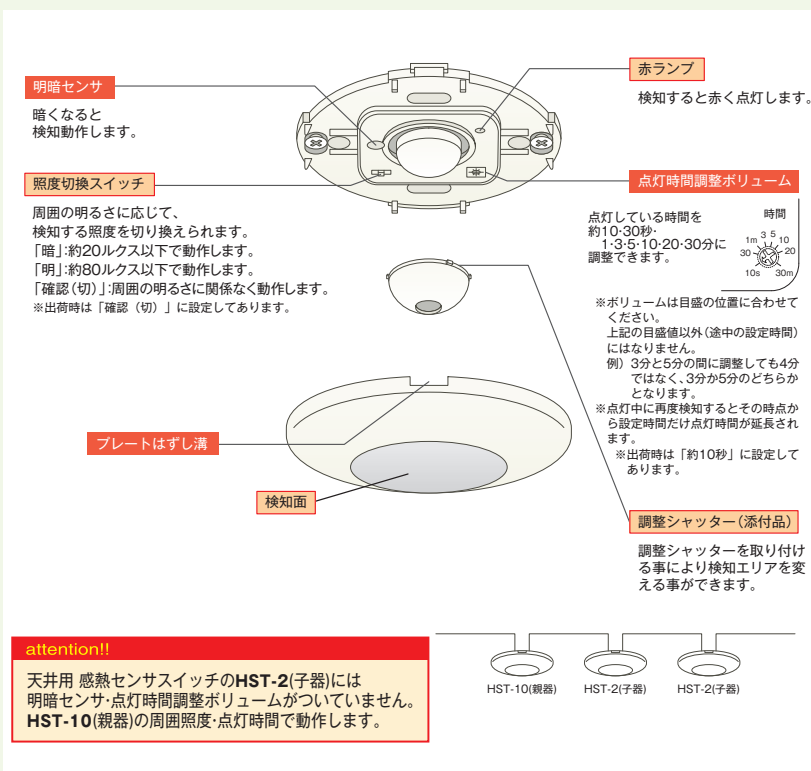 明暗センサ
暗くなると
検知動作します。
照度切換スイッチ
周囲の明るさに応じて、
検知する照度を切り換えられます。
「暗」:約20ルクス以下で動作します。
「明」:約80ルクス以下で動作します。
「確認（切）」:周囲の明るさに関係なく動作します。
※出荷時は「確認（切）」に設定してあります。
プレートはずし溝
検知面
赤ランプ
検知すると赤く点灯します。
点灯時間調整ボリューム
点灯している時間を
約10・30秒・
1・3・5・10・20・30分に
調整できます。
時間
10s 30 1m 3 5 10 20 30m
※ボリュームは目盛の位置に合わせて
ください。
上記の目盛値以外（途中の設定時間）
にはなりません。
例）3分と5分の間に調整しても4分
ではなく、3分か5分のどちらか
となります。
※点灯中に再度検知するとその時点か
ら設定時間だけ点灯時間が延長され
ます。
※出荷時は「約10秒」に設定して
あります。
調整シャッター（添付品）
調整シャッターを取り付け
る事により検知エリアを変
える事ができます。
attention!!
天井用 感熱センサスイッチのHST-2(子器)には
明暗センサ・点灯時間調整ボリュームがついていません。
HST-10(親器)の周囲照度・点灯時間で動作します。
HST-10(親器) HST-2(子器) HST-2(子器)